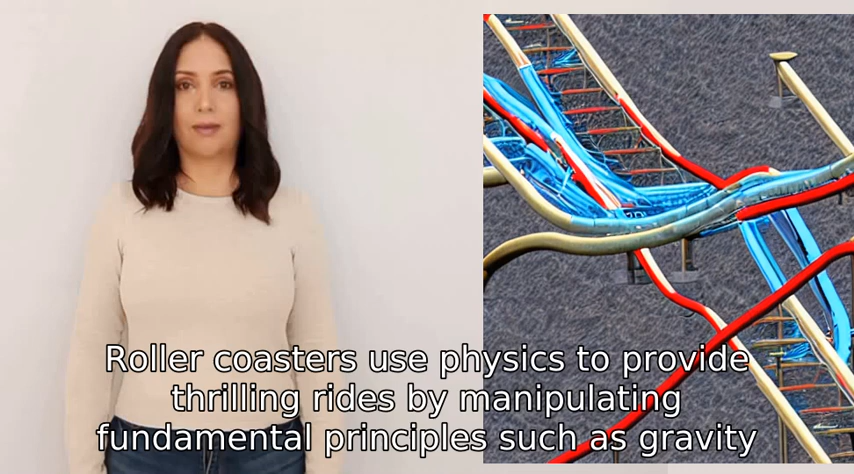 Roller coasters use physics to provide
thrilling rides by manipulating
fundamental principles such as gravity